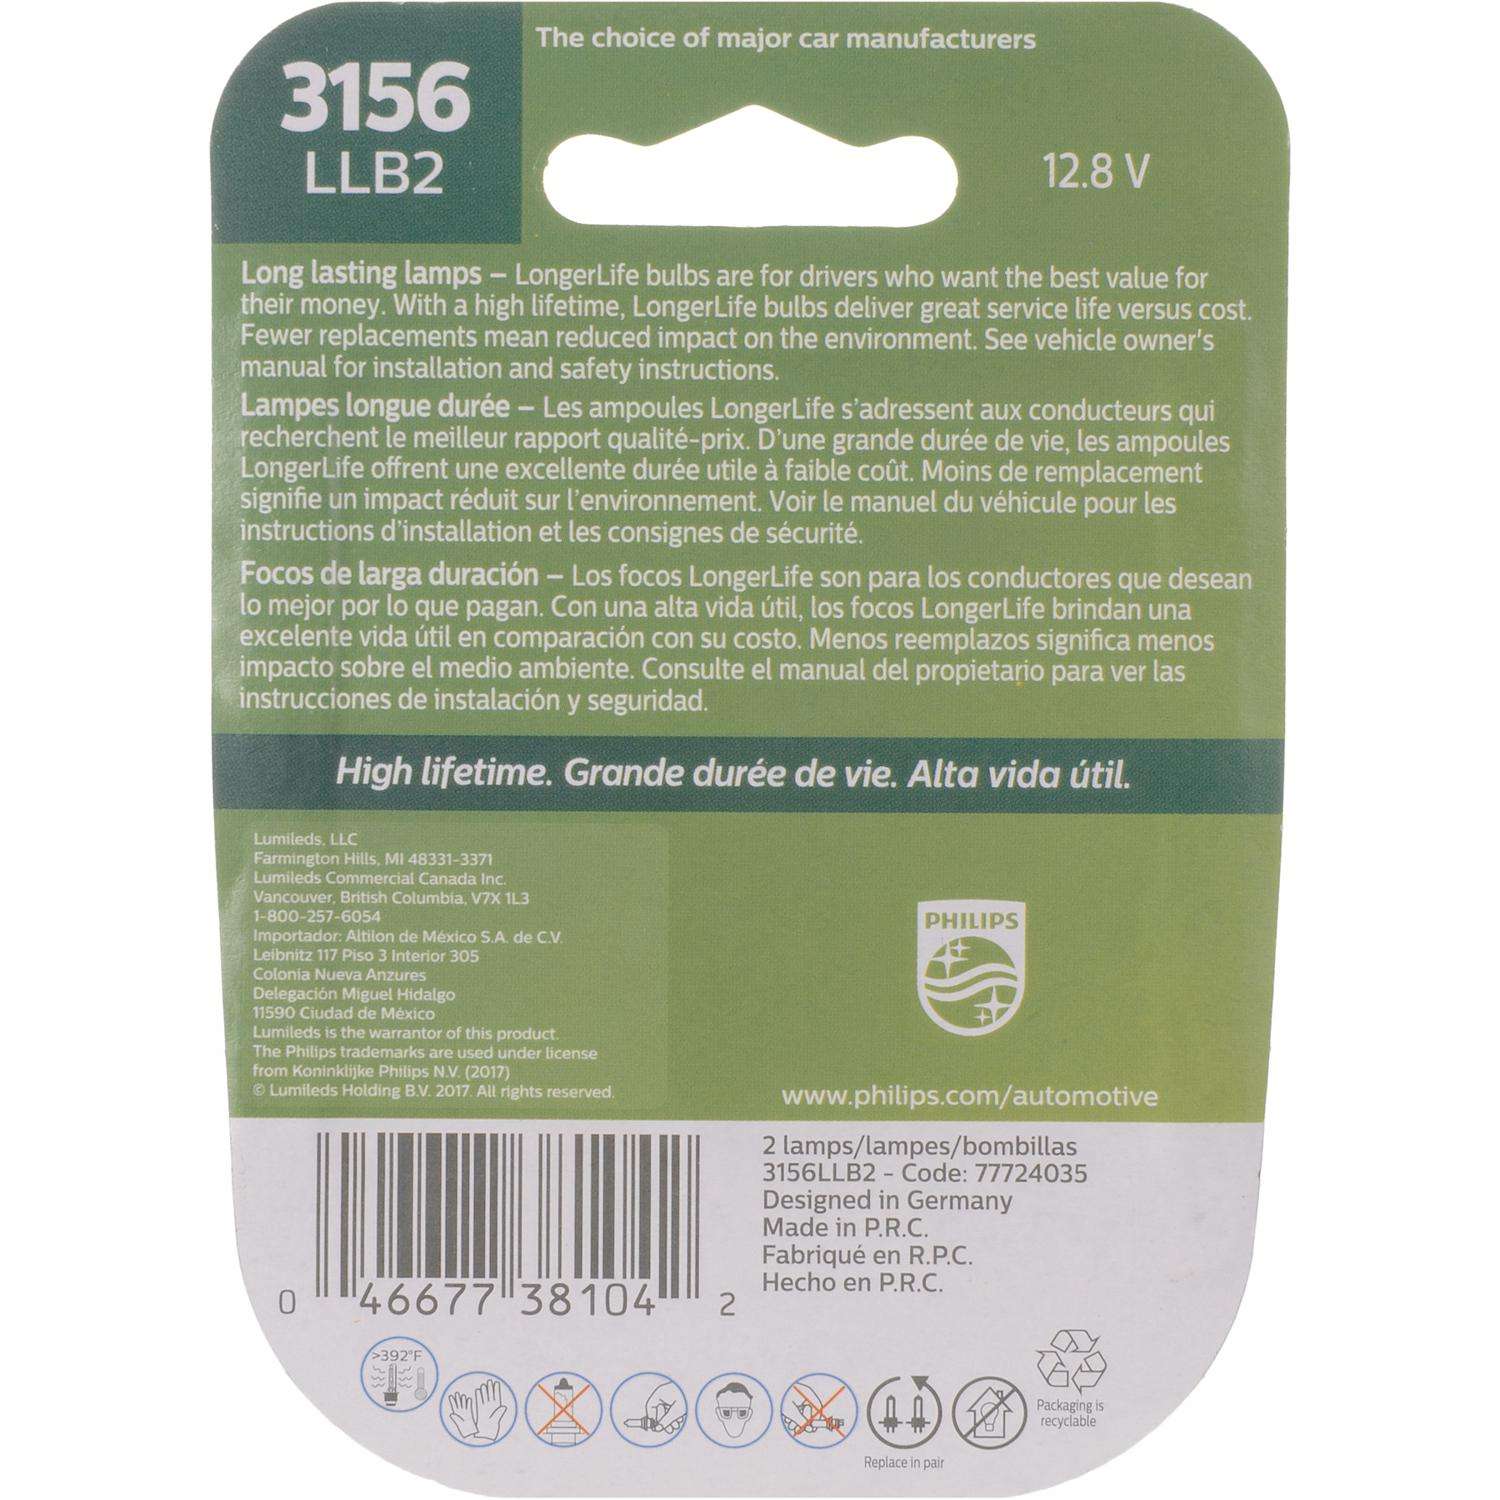 The choice of major car manufacturers
3156
LLB2
12.8 V
Long lasting lamps – LongerLife bulbs are for drivers who want the best value for
their money. With a high lifetime, LongerLife bulbs deliver great service life versus cost.
Fewer replacements mean reduced impact on the environment. See vehicle owner's
manual for installation and safety instructions.
Lampes longue durée – Les ampoules LongerLife s'adressent aux conducteurs qui
recherchent le meilleur rapport qualité-prix. D'une grande durée de vie, les ampoules
LongerLife offrent une excellente durée utile à faible coût. Moins de remplacement
signifie un impact réduit sur l'environnement. Voir le manuel du véhicule pour les
instructions d'installation et les consignes de sécurité.
Focos de larga duración – Los focos LongerLife son para los conductores que desean
lo mejor por lo que pagan. Con una alta vida útil, los focos LongerLife brindan una
excelente vida útil en comparación con su costo. Menos reemplazos significa menos
impacto sobre el medio ambiente. Consulte el manual del propietario para ver las
instrucciones de instalación y seguridad.
High lifetime. Grande durée de vie. Alta vida útil.
Lumileds, LLC
Farmington Hills, MI 48331-3371
Lumileds Commercial Canada Inc.
Vancouver, British Columbia, V7X 1L3
1-800-257-6054
Importador: Altilon de México S.A. de C.V.
Leibnitz 117 Piso 3 Interior 305
Colonia Nueva Anzures
Delegación Miguel Hidalgo
11590 Ciudad de México
Lumileds is the warrantor of this product.
The Philips trademarks are used under license
from Koninklijke Philips N.V. (2017)
© Lumileds Holding B.V. 2017. All rights reserved.
PHILIPS
www.philips.com/automotive
0 46677 38104 2
2 lamps/lampes/bombillas
3156LLB2 – Code: 77724035
Designed in Germany
Made in P.R.C.
Fabriqué en R.P.C.
Hecho en P.R.C.
>392°F
Replace in pair
Packaging is
recyclable